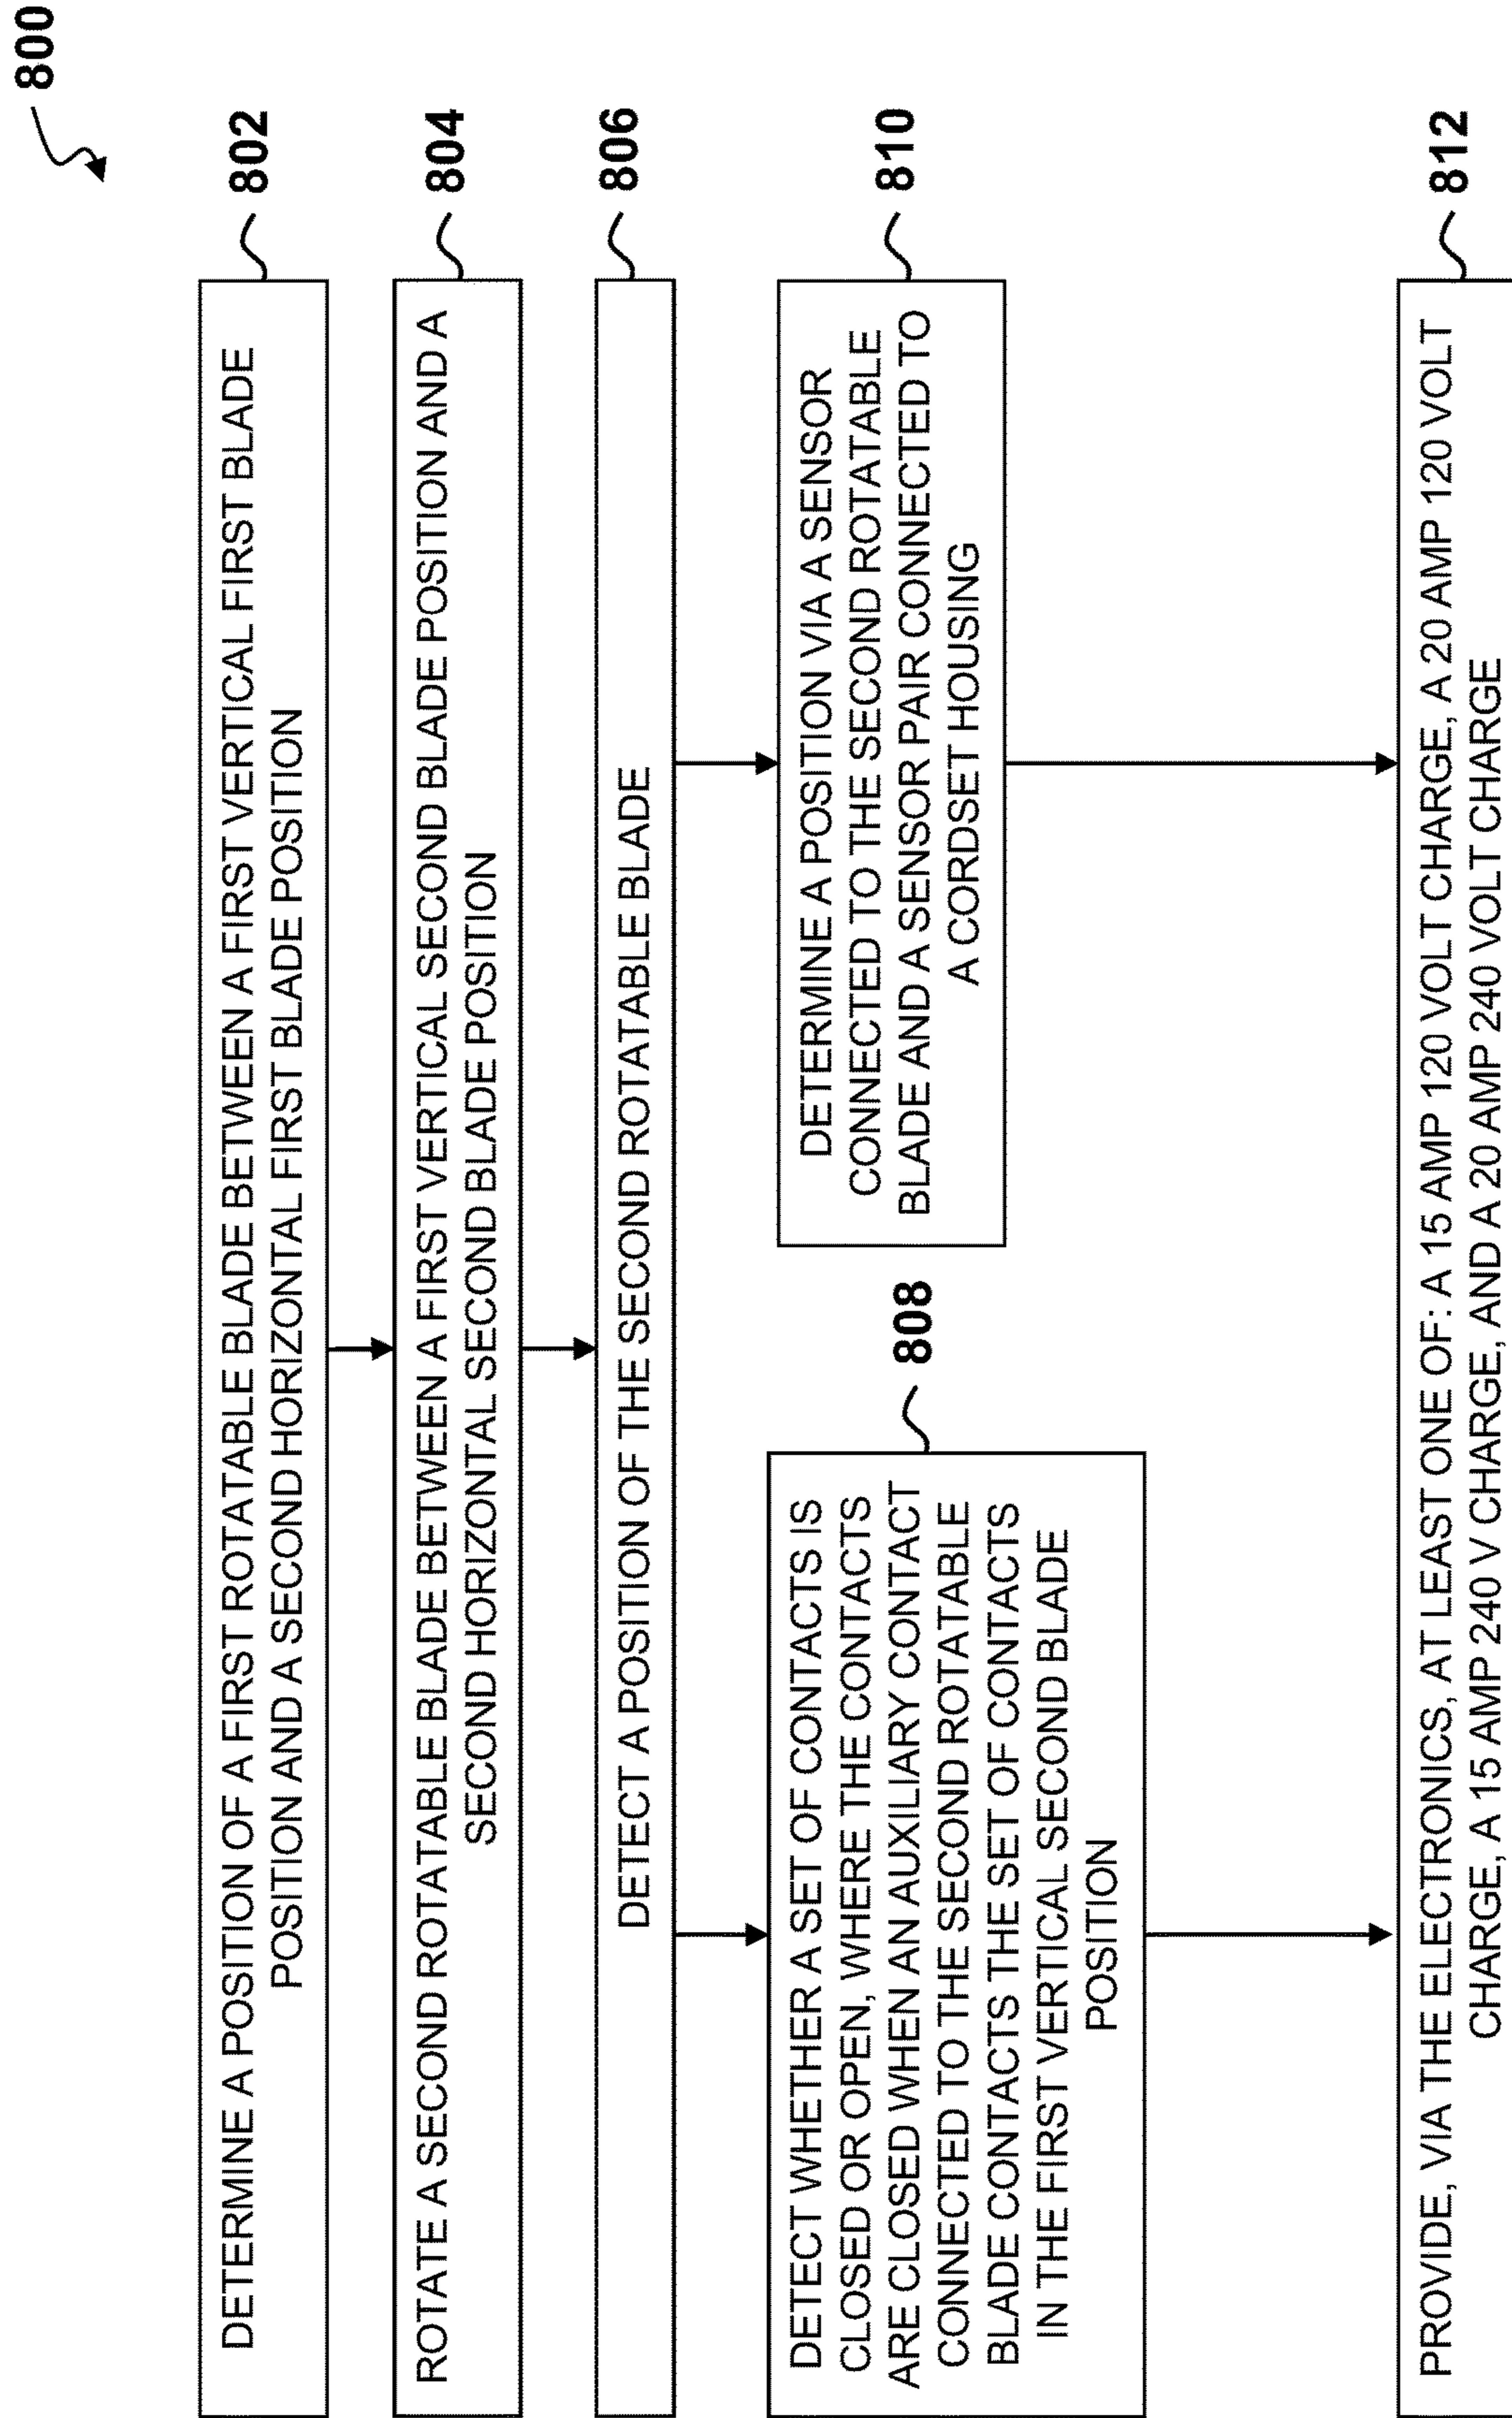 800
DETERMINE A POSITION OF A FIRST ROTATABLE BLADE BETWEEN A FIRST VERTICAL FIRST BLADE
POSITION AND A SECOND HORIZONTAL FIRST BLADE POSITION
802
ROTATE A SECOND ROTATABLE BLADE BETWEEN A FIRST VERTICAL SECOND BLADE POSITION AND A
SECOND HORIZONTAL SECOND BLADE POSITION
804
DETECT A POSITION OF THE SECOND ROTATABLE BLADE
806
DETECT WHETHER A SET OF CONTACTS IS
CLOSED OR OPEN, WHERE THE CONTACTS
ARE CLOSED WHEN AN AUXILIARY CONTACT
CONNECTED TO THE SECOND ROTATABLE
BLADE CONTACTS THE SET OF CONTACTS
IN THE FIRST VERTICAL SECOND BLADE
POSITION
808
DETERMINE A POSITION VIA A SENSOR
CONNECTED TO THE SECOND ROTATABLE
BLADE AND A SENSOR PAIR CONNECTED TO
A CORDSET HOUSING
810
PROVIDE, VIA THE ELECTRONICS, AT LEAST ONE OF: A 15 AMP 120 VOLT CHARGE, A 20 AMP 120 VOLT
CHARGE, A 15 AMP 240 V CHARGE, AND A 20 AMP 240 VOLT CHARGE
812